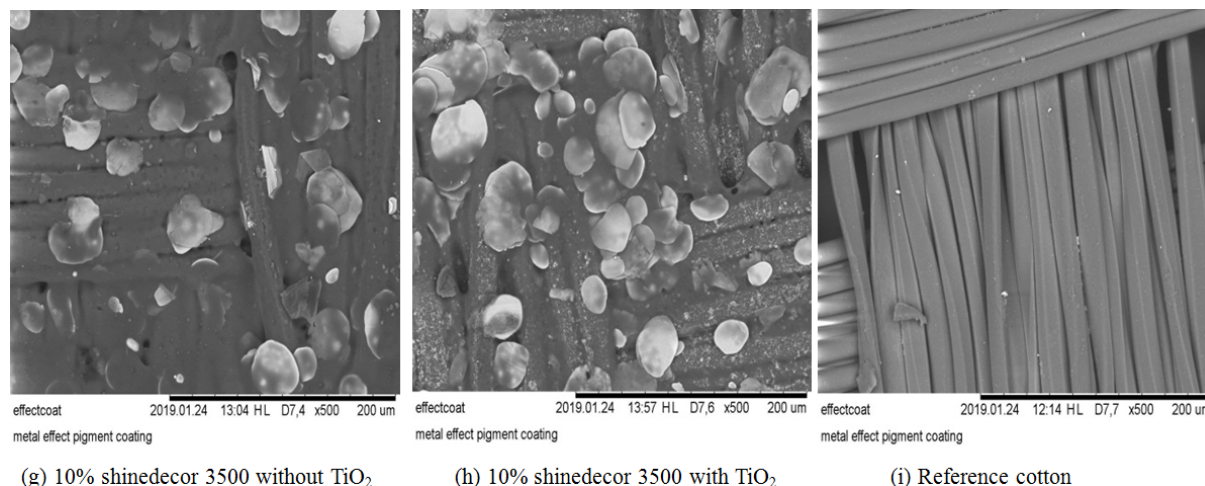 effectcoat 2019.01.24 13:04 HL D7,4 x500 200 um
metal effect pigment coating
(g) 10% shinedecor 3500 without TiO₂
effectcoat 2019.01.24 13:57 HL D7,6 x500 200 um
metal effect pigment coating
(h) 10% shinedecor 3500 with TiO₂
effectcoat 2019.01.24 12:14 HL D7,7 x500 200 um
metal effect pigment coating
(i) Reference cotton